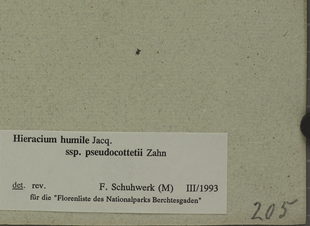 Hieracium humile Jacq.
ssp. pseudocottetii Zahn
det. rev. F. Schuhwerk (M) III/1993
für die "Florenliste des Nationalparks Berchtesgaden"
205